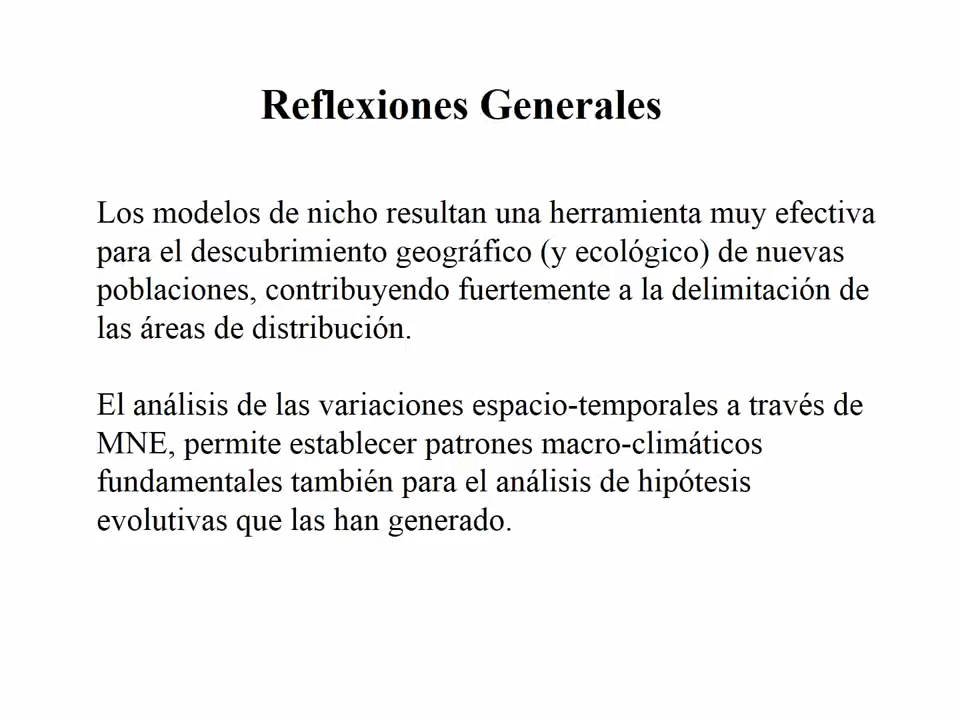 Reflexiones Generales
Los modelos de nicho resultan una herramienta muy efectiva
para el descubrimiento geográfico (y ecológico) de nuevas
poblaciones, contribuyendo fuertemente a la delimitación de
las áreas de distribución.
El análisis de las variaciones espacio-temporales a través de
MNE, permite establecer patrones macro-climáticos
fundamentales también para el análisis de hipótesis
evolutivas que las han generado.